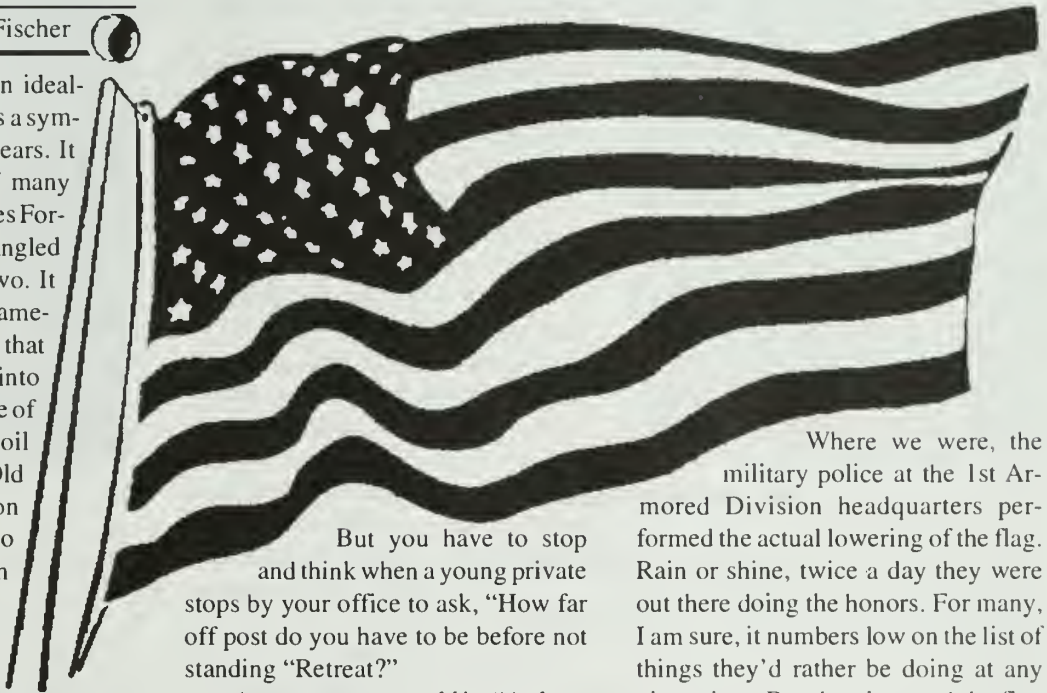 Fischer
n ideal-
s a sym-
ears. It
many
es For-
angled
wo. It
ame-
that
into
e of
oil
Old
on
o
n
But you have to stop
and think when a young private
stops by your office to ask, "How far
off post do you have to be before not
standing "Retreat?"
Where we were, the
military police at the 1st Ar-
mored Division headquarters per-
formed the actual lowering of the flag.
Rain or shine, twice a day they were
out there doing the honors. For many,
I am sure, it numbers low on the list of
things they'd rather be doing at any